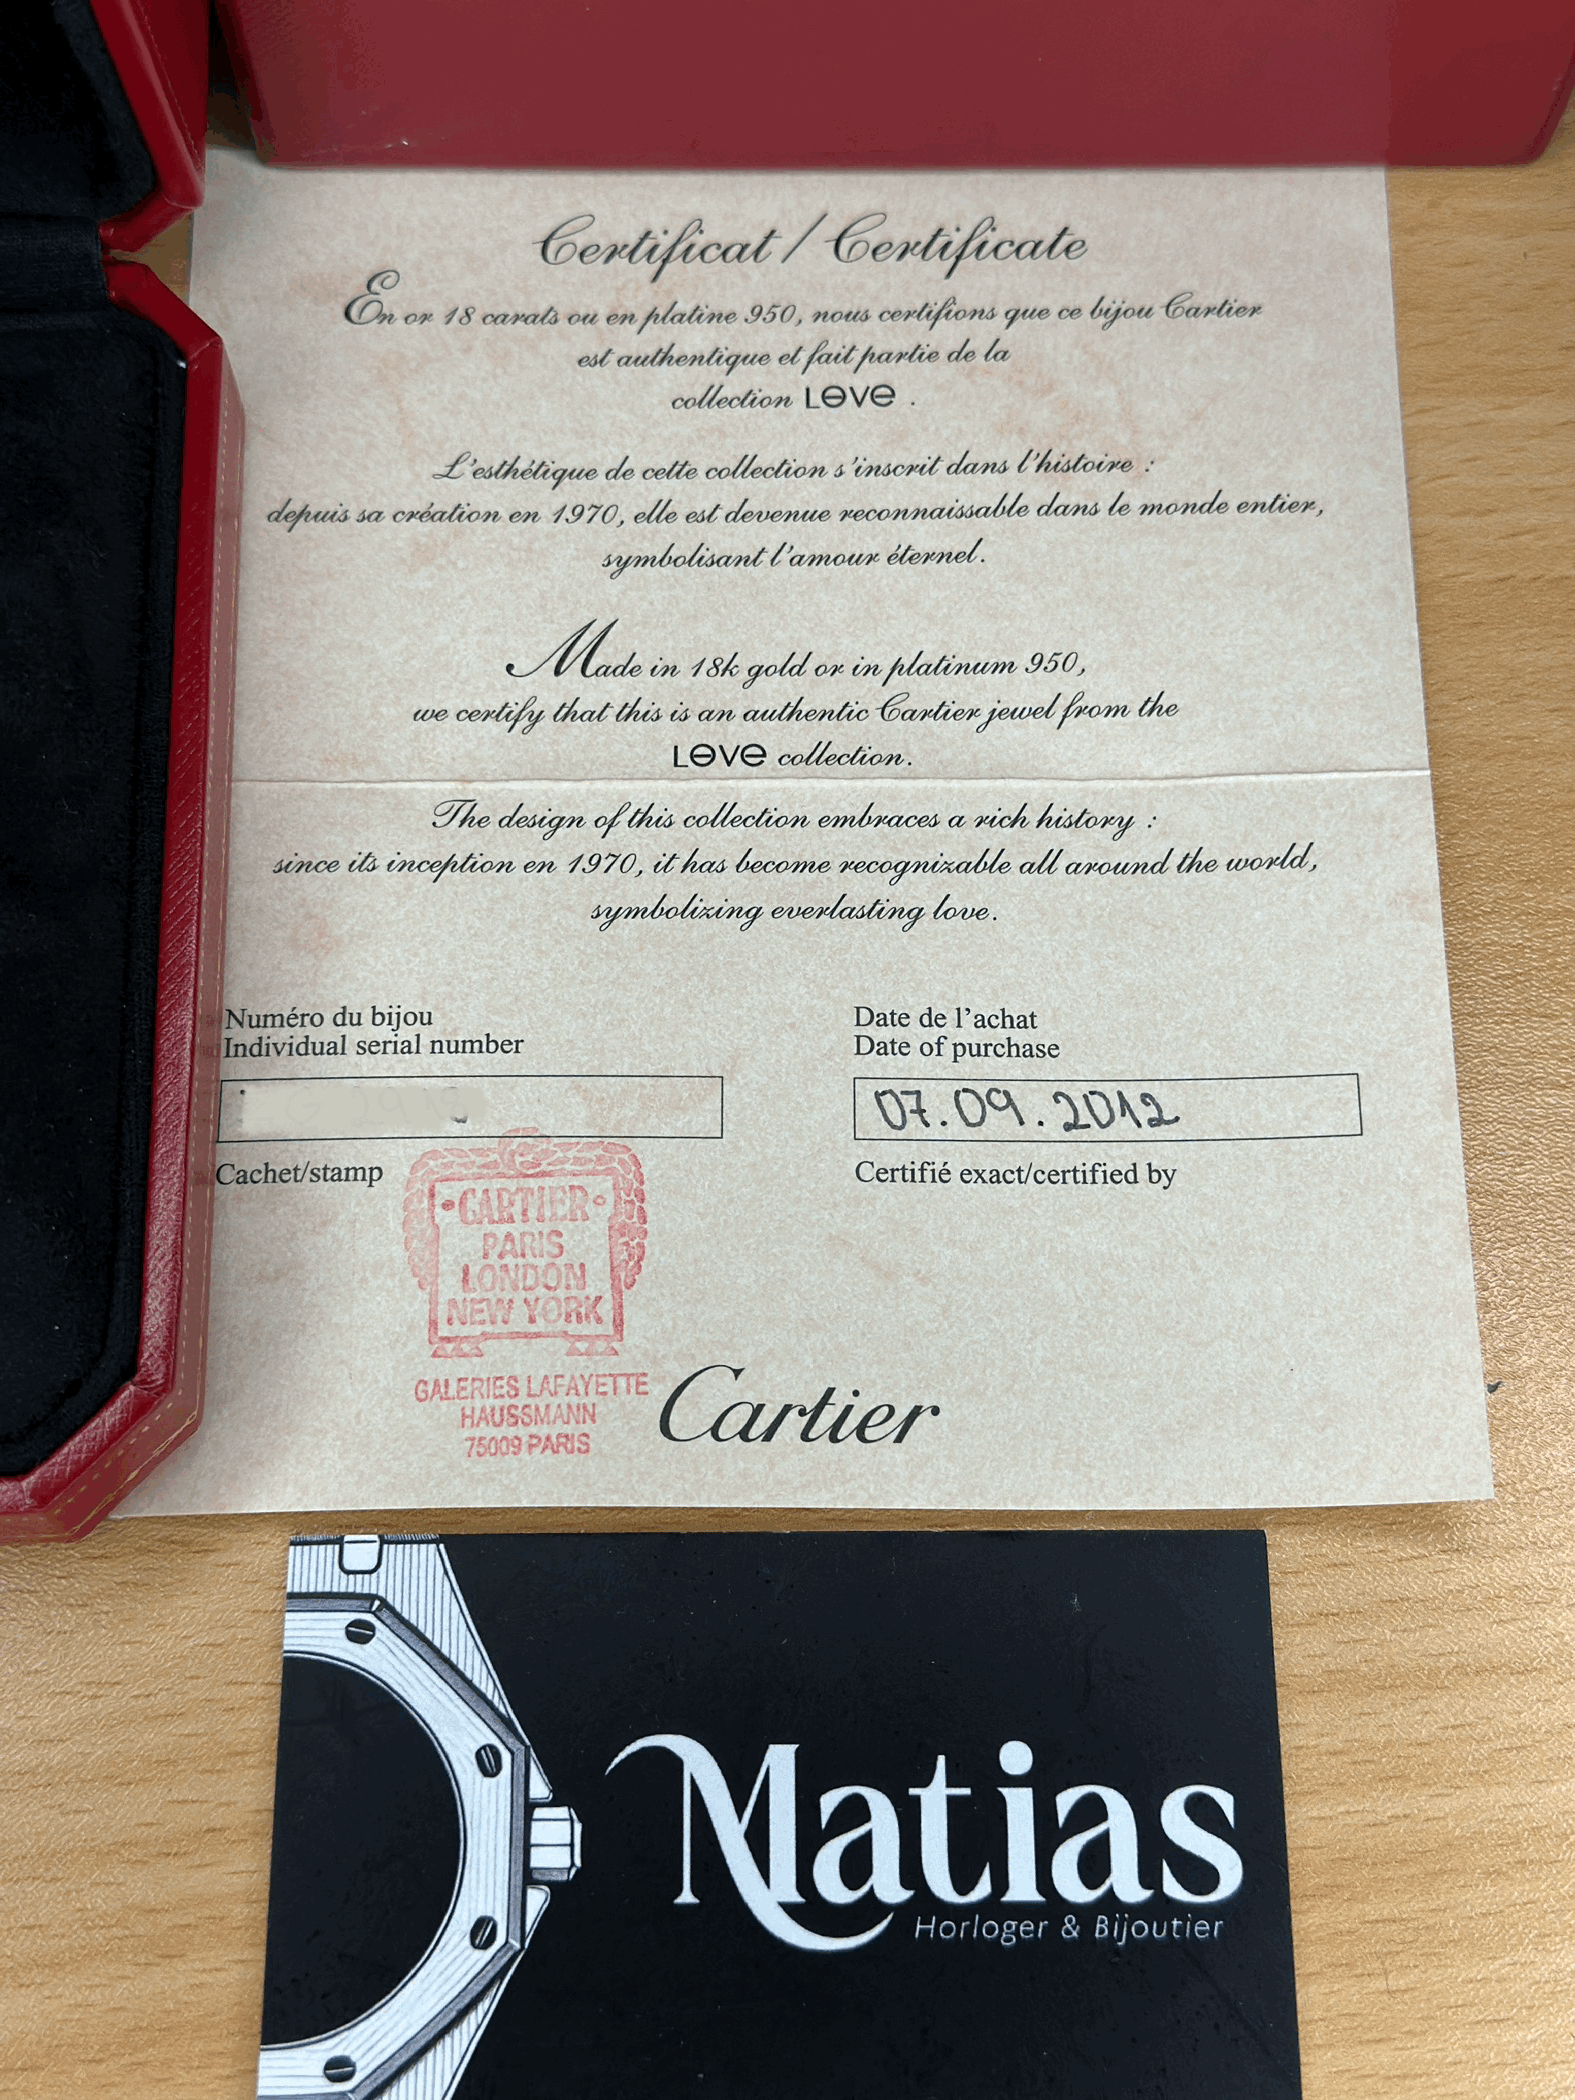 Certificat / Certificate
En or 18 carats ou en platine 950, nous certifions que ce bijou Cartier
est authentique et fait partie de la
collection LOVE .
L'esthétique de cette collection s'inscrit dans l'histoire :
depuis sa création en 1970, elle est devenue reconnaissable dans le monde entier,
symbolisant l'amour éternel.
Made in 18k gold or in platinum 950,
we certify that this is an authentic Cartier jewel from the
LOVE collection.
The design of this collection embraces a rich history :
since its inception en 1970, it has become recognizable all around the world,
symbolizing everlasting love.
Numéro du bijou
Individual serial number
Date de l'achat
Date of purchase
07.09.2012
Cachet/stamp
Certifié exact/certified by
·CARTIER·
PARIS
LONDON
NEW YORK
GALERIES LAFAYETTE
HAUSSMANN
75009 PARIS
Cartier
Matias
Horloger & Bijoutier